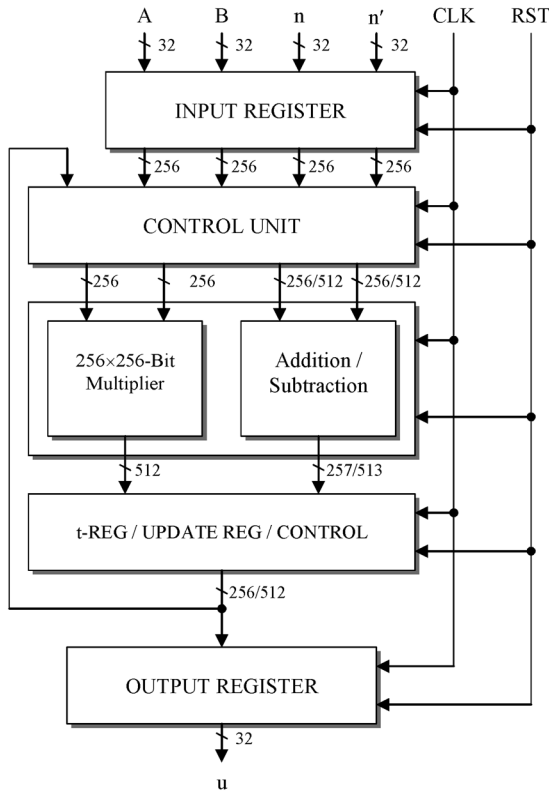 A B n n′ CLK RST
32 32 32 32
INPUT REGISTER
256 256 256 256
CONTROL UNIT
256 256 256/512 256/512
256×256-Bit
Multiplier
Addition /
Subtraction
512 257/513
t-REG / UPDATE REG / CONTROL
256/512
OUTPUT REGISTER
32
u